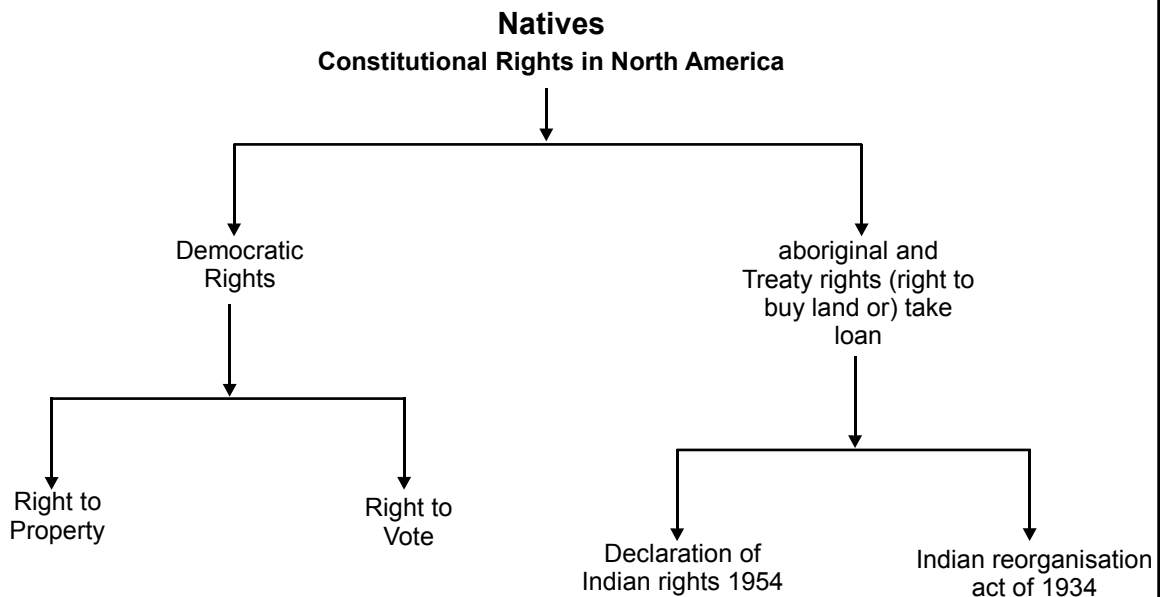 Natives
Constitutional Rights in North America
Democratic
Rights
aboriginal and
Treaty rights (right to
buy land or) take
loan
Right to
Property
Right to
Vote
Declaration of
Indian rights 1954
Indian reorganisation
act of 1934